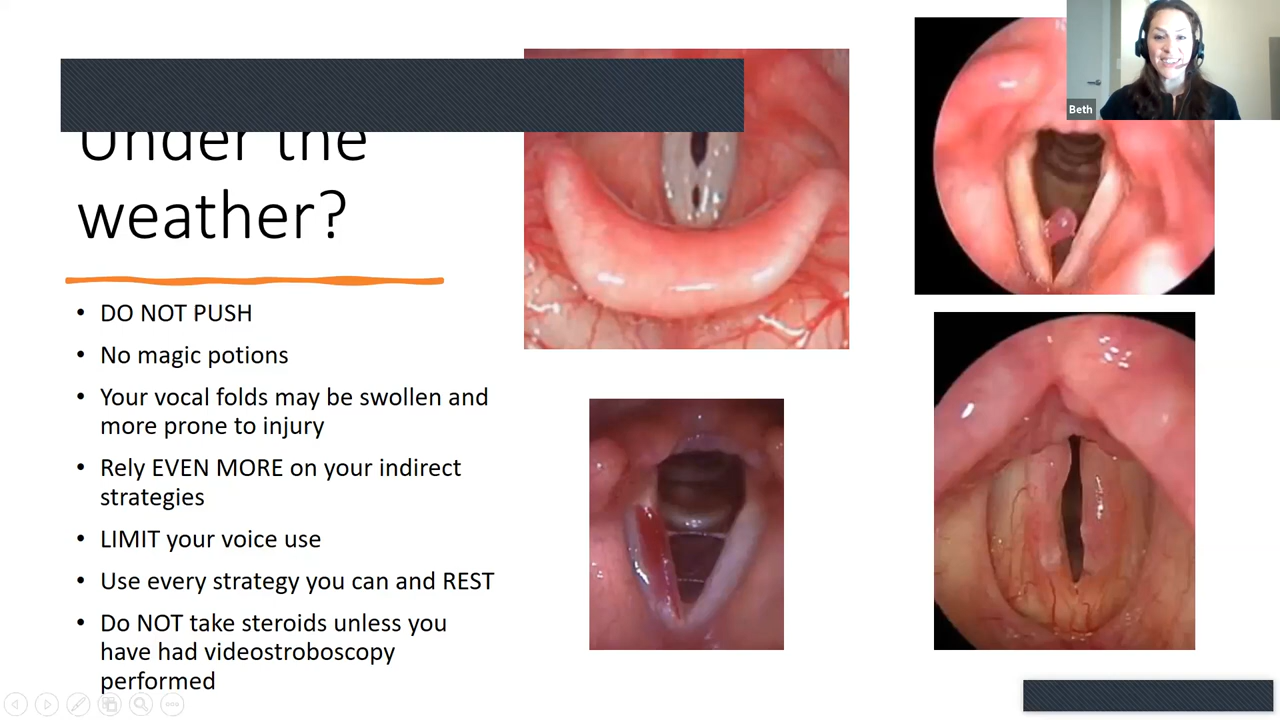 Under the
weather?
• DO NOT PUSH
• No magic potions
• Your vocal folds may be swollen and
more prone to injury
• Rely EVEN MORE on your indirect
strategies
• LIMIT your voice use
• Use every strategy you can and REST
• Do NOT take steroids unless you
have had videostroboscopy
performed
Beth